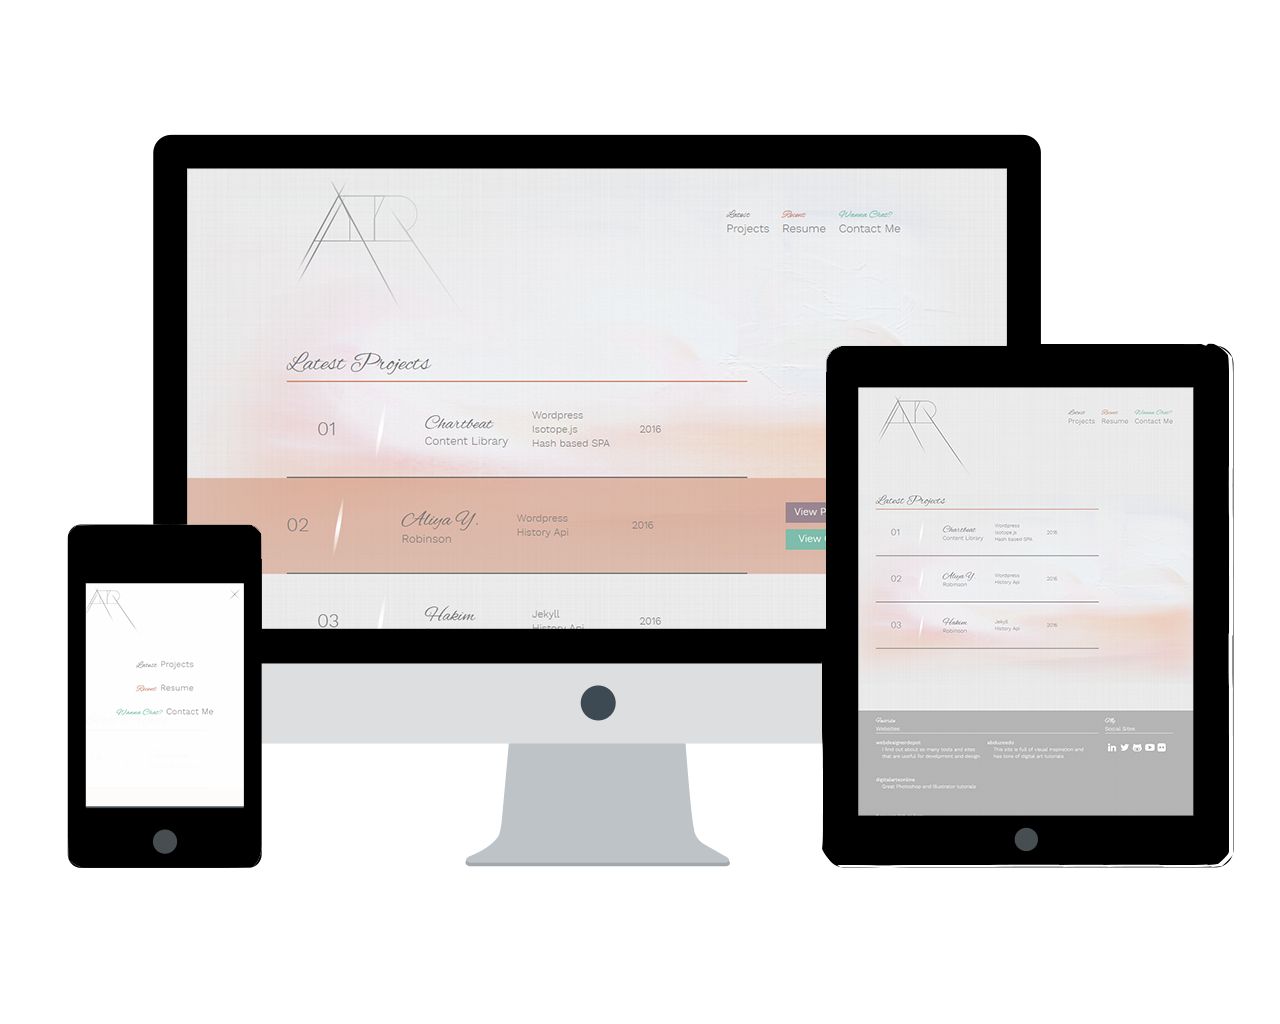 AYR
Latest
Recent
Wanna Chat?
Projects
Resume
Contact Me
Latest Projects
01
Chartbeat
Content Library
Wordpress
Isotope.js
Hash based SPA
2016
02
Aliya Y.
Robinson
Wordpress
History Api
2016
View P
View
03
Hakim
Jekyll
History Api
2016
AYR
Latest Projects
Recent Resume
Wanna Chat? Contact Me
AYR
Latest
Recent
Wanna Chat?
Projects
Resume
Contact Me
Latest Projects
01
Chartbeat
Content Library
Wordpress
Isotope.js
Hash based SPA
2016
02
Aliya Y.
Robinson
Wordpress
History Api
2016
03
Hakim
Robinson
Jekyll
History Api
2016
Favorite
Websites
webdesignerdepot
I find out about so many tools and sites
that are useful for development and design
abduzeedo
This site is full of visual inspiration and
has tons of digital art tutorials
digitalartsonline
Great Photoshop and Illustrator tutorials
My
Social Sites
in